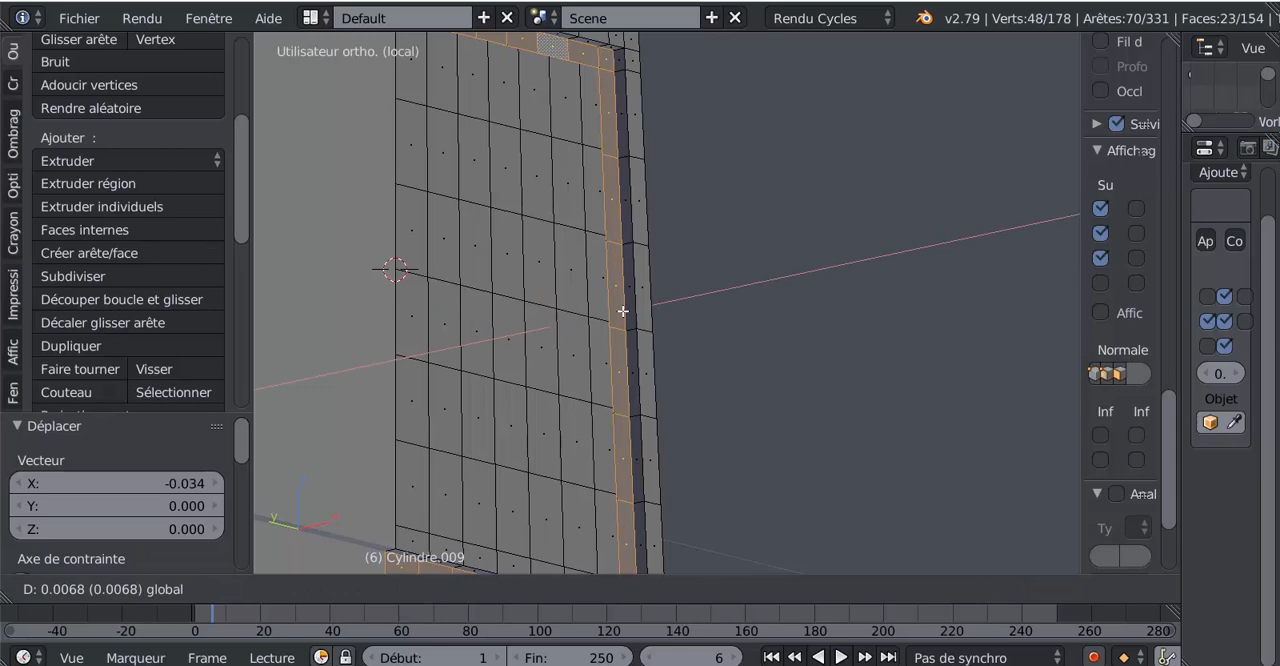 Fichier Rendu Fenêtre Aide Default Scene Rendu Cycles v2.79 | Verts:48/178 | Arêtes:70/331 | Faces:23/154 |
Glisser arête Vertex
Bruit
Adoucir vertices
Rendre aléatoire
Ajouter :
Extruder
Extruder région
Extruder individuels
Faces internes
Créer arête/face
Subdiviser
Découper boucle et glisser
Décaler glisser arête
Dupliquer
Faire tourner Visser
Couteau Sélectionner
Ou
Cr
Ombrag
Opti
Crayon
Impressi
Affic
Fen
Déplacer
Vecteur
X: -0.034
Y: 0.000
Z: 0.000
Axe de contrainte
Utilisateur ortho. (local)
y
(6) Cylindre.009
Fil d
Profo
Occl
Suivi
Affichag
Su
Affic
Normale
Inf Inf
Anal
Ty
Vue
Ajoute
Ap Co
0.
Objet
D: 0.0068 (0.0068) global
-40 -20 0 20 40 60 80 100 120 140 160 180 200 220 240 260 280
Vue Marqueur Frame Lecture Début: 1 Fin: 250 6 Pas de synchro